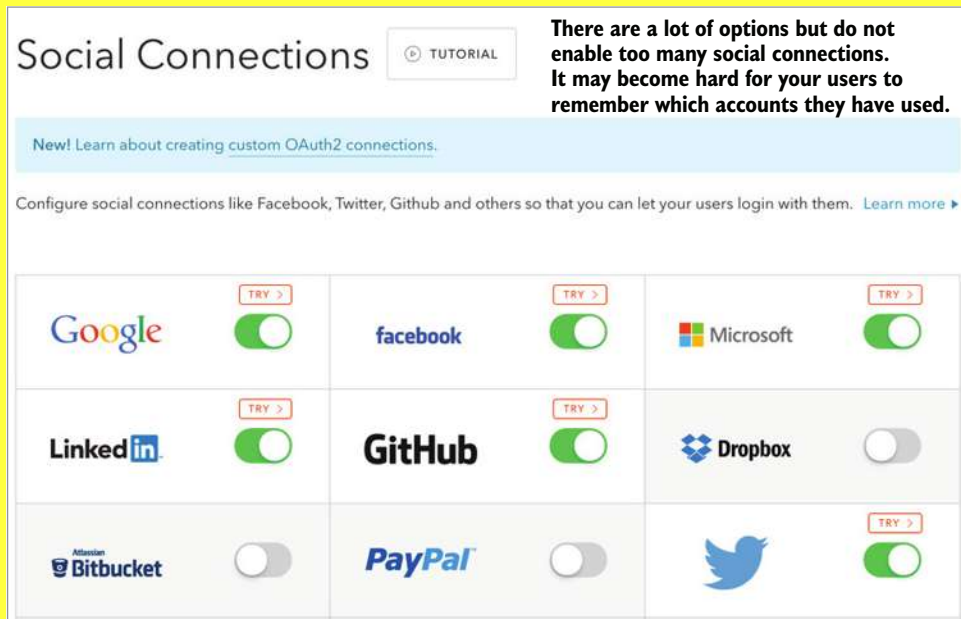 Social Connections
TUTORIAL
There are a lot of options but do not
enable too many social connections.
It may become hard for your users to
remember which accounts they have used.
New! Learn about creating custom OAuth2 connections.
Configure social connections like Facebook, Twitter, Github and others so that you can let your users login with them. Learn more
TRY >
TRY >
TRY >
Google
facebook
Microsoft
TRY >
TRY >
Linked in
GitHub
Dropbox
TRY >
Atlassian
Bitbucket
PayPal